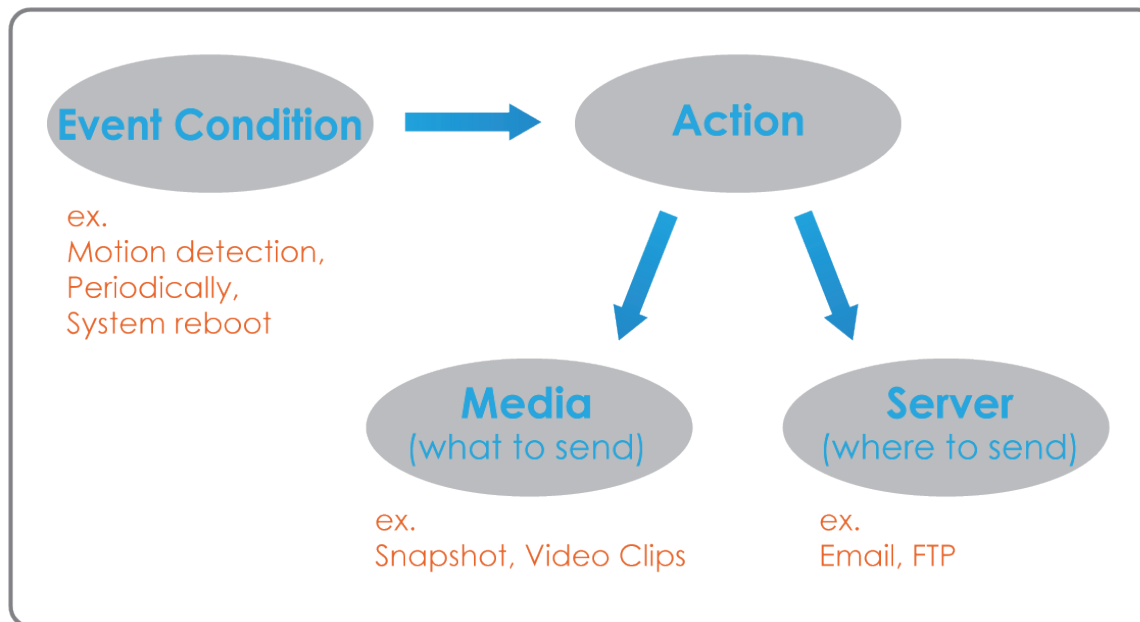 Event Condition
Action
ex.
Motion detection,
Periodically,
System reboot
Media
(what to send)
ex.
Snapshot, Video Clips
Server
(where to send)
ex.
Email, FTP